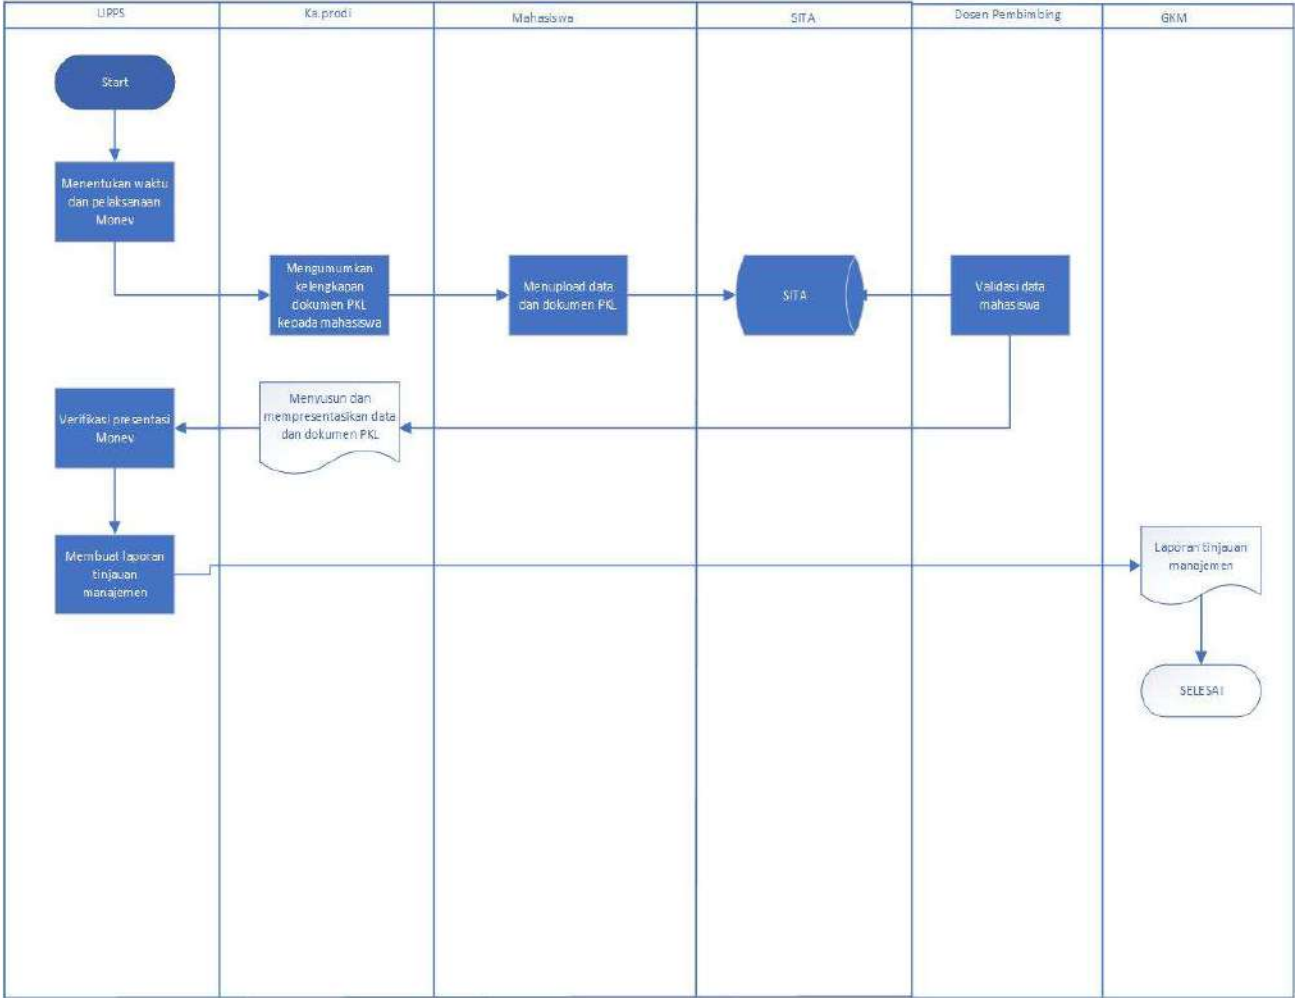 UPPS
Ka.prodi
Mahasiswa
SITA
Dosen Pembimbing
GKM
Start
Menentukan waktu
dan pelaksanaan
Monev
Mengumumkan
kelengkapan
dokumen PKL
kepada mahasiswa
Menupload data
dan dokumen PKL
SITA
Validasi data
mahasiswa
Verifikasi presentasi
Monev
Menyusun dan
mempresentasikan data
dan dokumen PKL
Membuat laporan
tinjauan
manajemen
Laporan tinjauan
manajemen
SELESAI